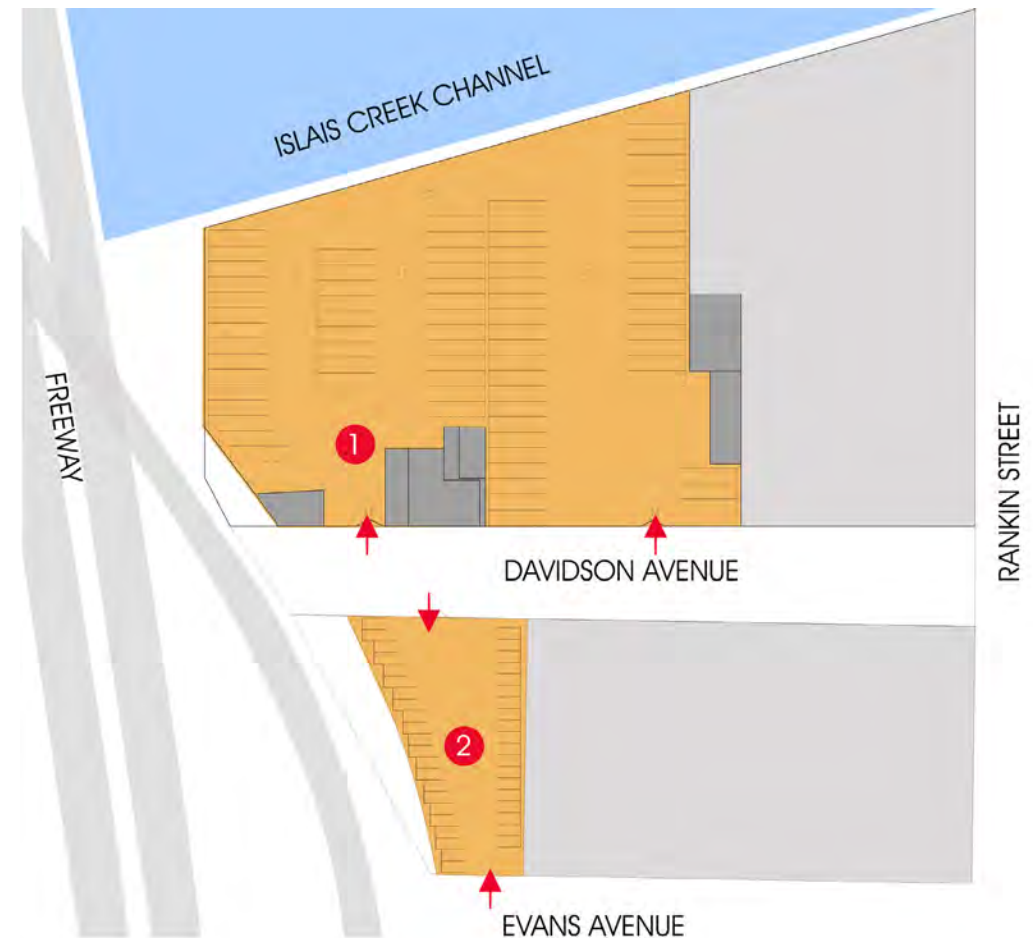 ISLAIS CREEK CHANNEL
FREEWAY
1
RANKIN STREET
DAVIDSON AVENUE
2
EVANS AVENUE